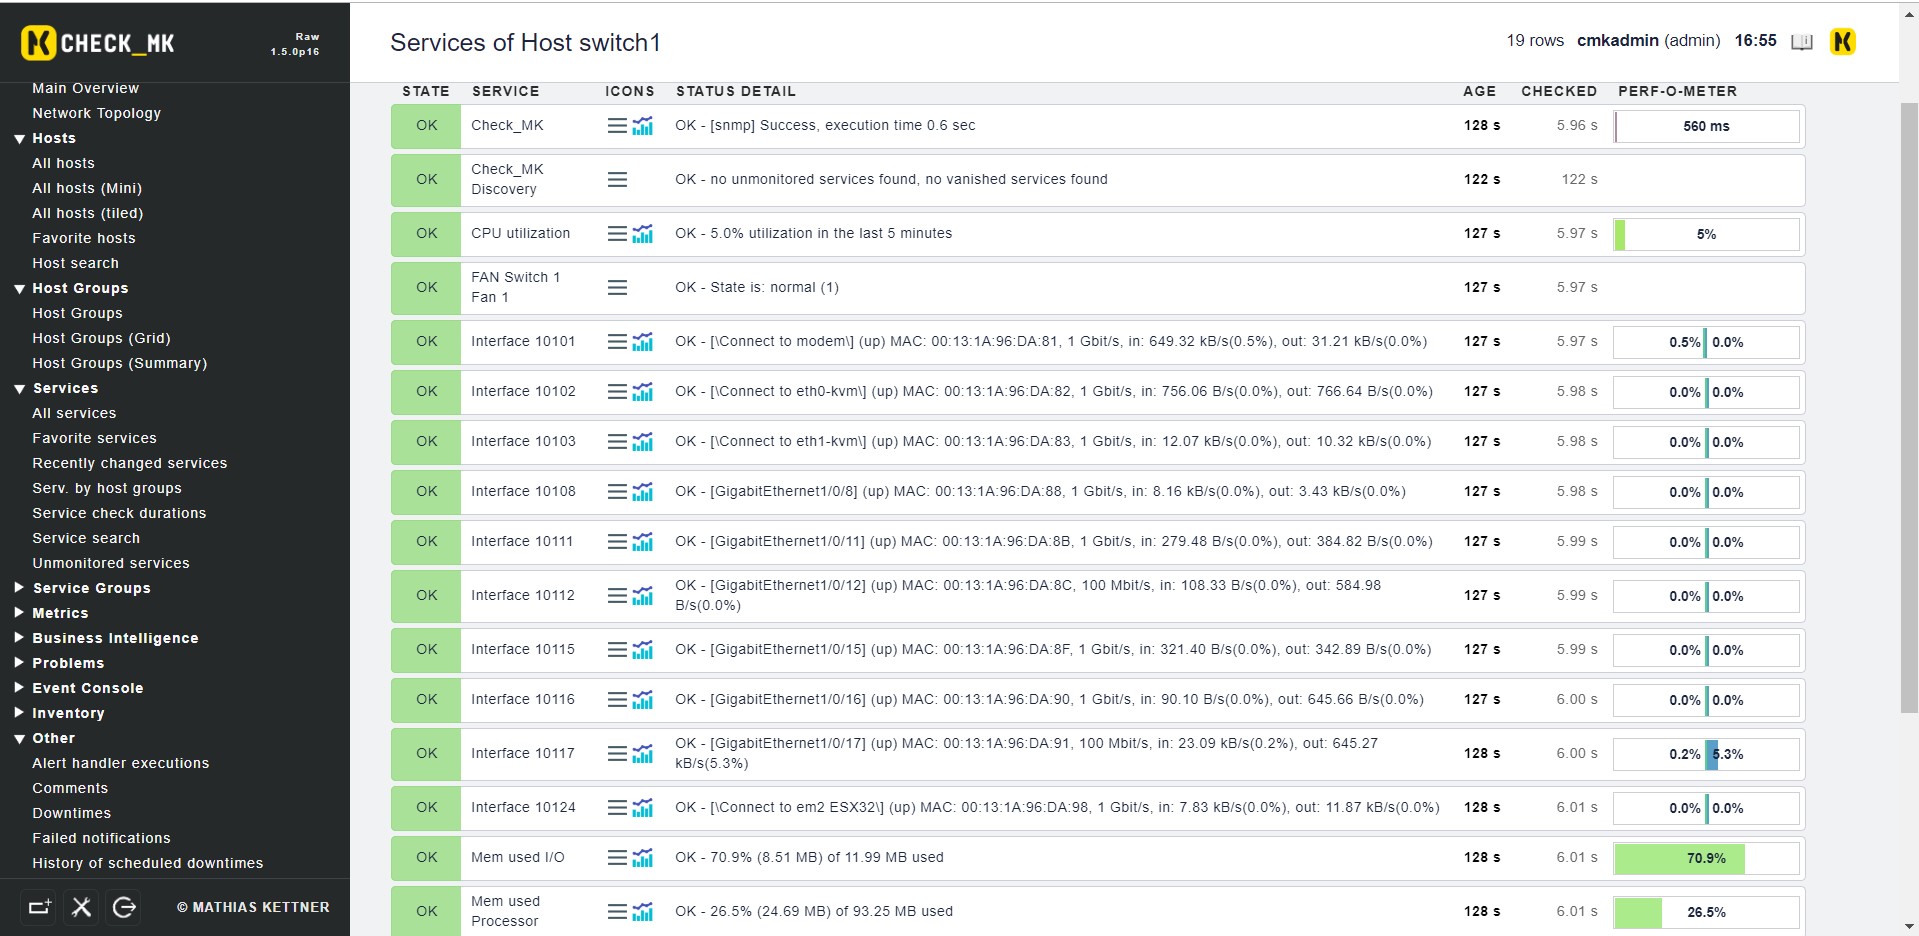 CHECK_MK
Raw
1.5.0p16
Main Overview
Network Topology
Hosts
All hosts
All hosts (Mini)
All hosts (tiled)
Favorite hosts
Host search
Host Groups
Host Groups
Host Groups (Grid)
Host Groups (Summary)
Services
All services
Favorite services
Recently changed services
Serv. by host groups
Service check durations
Service search
Unmonitored services
Service Groups
Metrics
Business Intelligence
Problems
Event Console
Inventory
Other
Alert handler executions
Comments
Downtimes
Failed notifications
History of scheduled downtimes
© MATHIAS KETTNER
Services of Host switch1
19 rows cmkadmin (admin) 16:55
STATE SERVICE ICONS STATUS DETAIL AGE CHECKED PERF-O-METER
OK Check_MK OK - [snmp] Success, execution time 0.6 sec 128 s 5.96 s 560 ms
OK Check_MK
Discovery OK - no unmonitored services found, no vanished services found 122 s 122 s
OK CPU utilization OK - 5.0% utilization in the last 5 minutes 127 s 5.97 s 5%
OK FAN Switch 1
Fan 1 OK - State is: normal (1) 127 s 5.97 s
OK Interface 10101 OK - [\Connect to modem\] (up) MAC: 00:13:1A:96:DA:81, 1 Gbit/s, in: 649.32 kB/s(0.5%), out: 31.21 kB/s(0.0%) 127 s 5.97 s 0.5% 0.0%
OK Interface 10102 OK - [\Connect to eth0-kvm\] (up) MAC: 00:13:1A:96:DA:82, 1 Gbit/s, in: 756.06 B/s(0.0%), out: 766.64 B/s(0.0%) 127 s 5.98 s 0.0% 0.0%
OK Interface 10103 OK - [\Connect to eth1-kvm\] (up) MAC: 00:13:1A:96:DA:83, 1 Gbit/s, in: 12.07 kB/s(0.0%), out: 10.32 kB/s(0.0%) 127 s 5.98 s 0.0% 0.0%
OK Interface 10108 OK - [GigabitEthernet1/0/8] (up) MAC: 00:13:1A:96:DA:88, 1 Gbit/s, in: 8.16 kB/s(0.0%), out: 3.43 kB/s(0.0%) 127 s 5.98 s 0.0% 0.0%
OK Interface 10111 OK - [GigabitEthernet1/0/11] (up) MAC: 00:13:1A:96:DA:8B, 1 Gbit/s, in: 279.48 B/s(0.0%), out: 384.82 B/s(0.0%) 127 s 5.99 s 0.0% 0.0%
OK Interface 10112 OK - [GigabitEthernet1/0/12] (up) MAC: 00:13:1A:96:DA:8C, 100 Mbit/s, in: 108.33 B/s(0.0%), out: 584.98
B/s(0.0%) 127 s 5.99 s 0.0% 0.0%
OK Interface 10115 OK - [GigabitEthernet1/0/15] (up) MAC: 00:13:1A:96:DA:8F, 1 Gbit/s, in: 321.40 B/s(0.0%), out: 342.89 B/s(0.0%) 127 s 5.99 s 0.0% 0.0%
OK Interface 10116 OK - [GigabitEthernet1/0/16] (up) MAC: 00:13:1A:96:DA:90, 1 Gbit/s, in: 90.10 B/s(0.0%), out: 645.66 B/s(0.0%) 127 s 6.00 s 0.0% 0.0%
OK Interface 10117 OK - [GigabitEthernet1/0/17] (up) MAC: 00:13:1A:96:DA:91, 100 Mbit/s, in: 23.09 kB/s(0.2%), out: 645.27
kB/s(5.3%) 128 s 6.00 s 0.2% 5.3%
OK Interface 10124 OK - [\Connect to em2 ESX32\] (up) MAC: 00:13:1A:96:DA:98, 1 Gbit/s, in: 7.83 kB/s(0.0%), out: 11.87 kB/s(0.0%) 128 s 6.01 s 0.0% 0.0%
OK Mem used I/O OK - 70.9% (8.51 MB) of 11.99 MB used 128 s 6.01 s 70.9%
OK Mem used
Processor OK - 26.5% (24.69 MB) of 93.25 MB used 128 s 6.01 s 26.5%